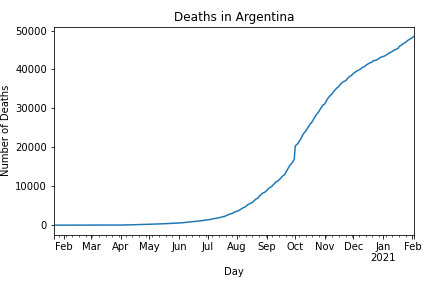 Deaths in Argentina
Number of Deaths
50000
40000
30000
20000
10000
0
Feb Mar Apr May Jun Jul Aug Sep Oct Nov Dec Jan Feb
2021
Day